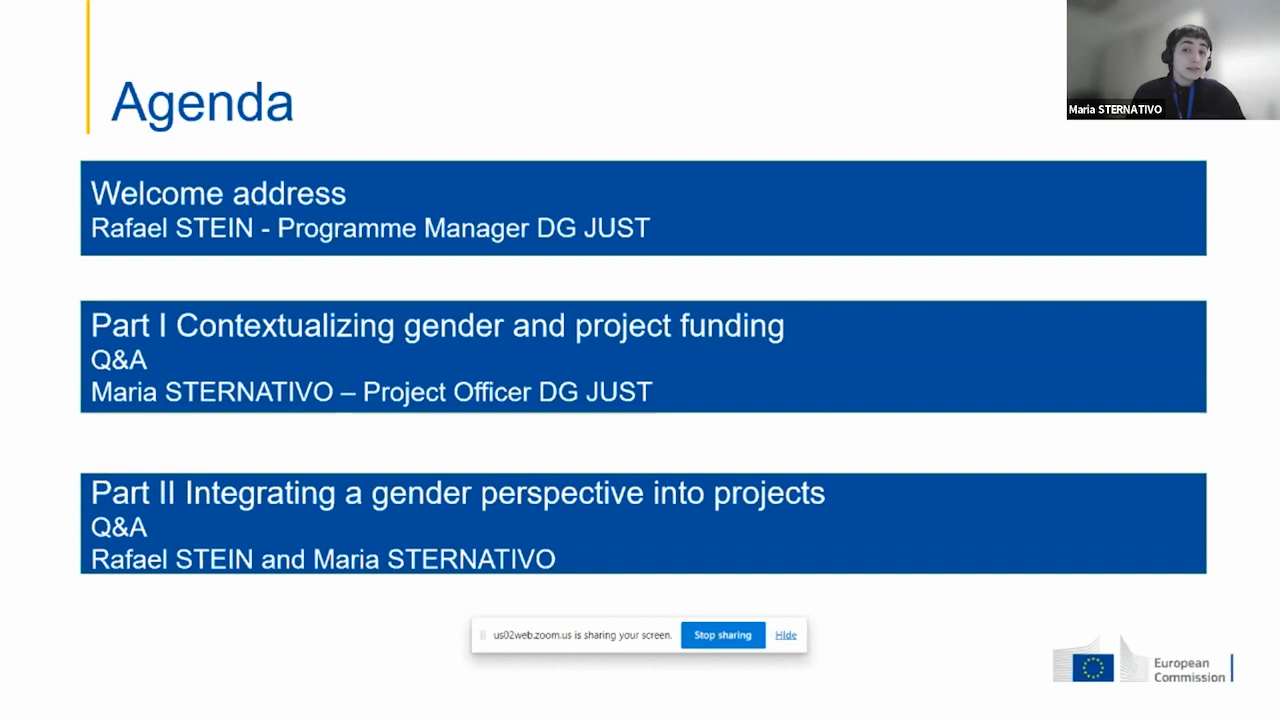 Agenda
Maria STERNATIVO
Welcome address
Rafael STEIN - Programme Manager DG JUST
Part I Contextualizing gender and project funding
Q&A
Maria STERNATIVO – Project Officer DG JUST
Part II Integrating a gender perspective into projects
Q&A
Rafael STEIN and Maria STERNATIVO
us02web.zoom.us is sharing your screen. Stop sharing Hide
European
Commission